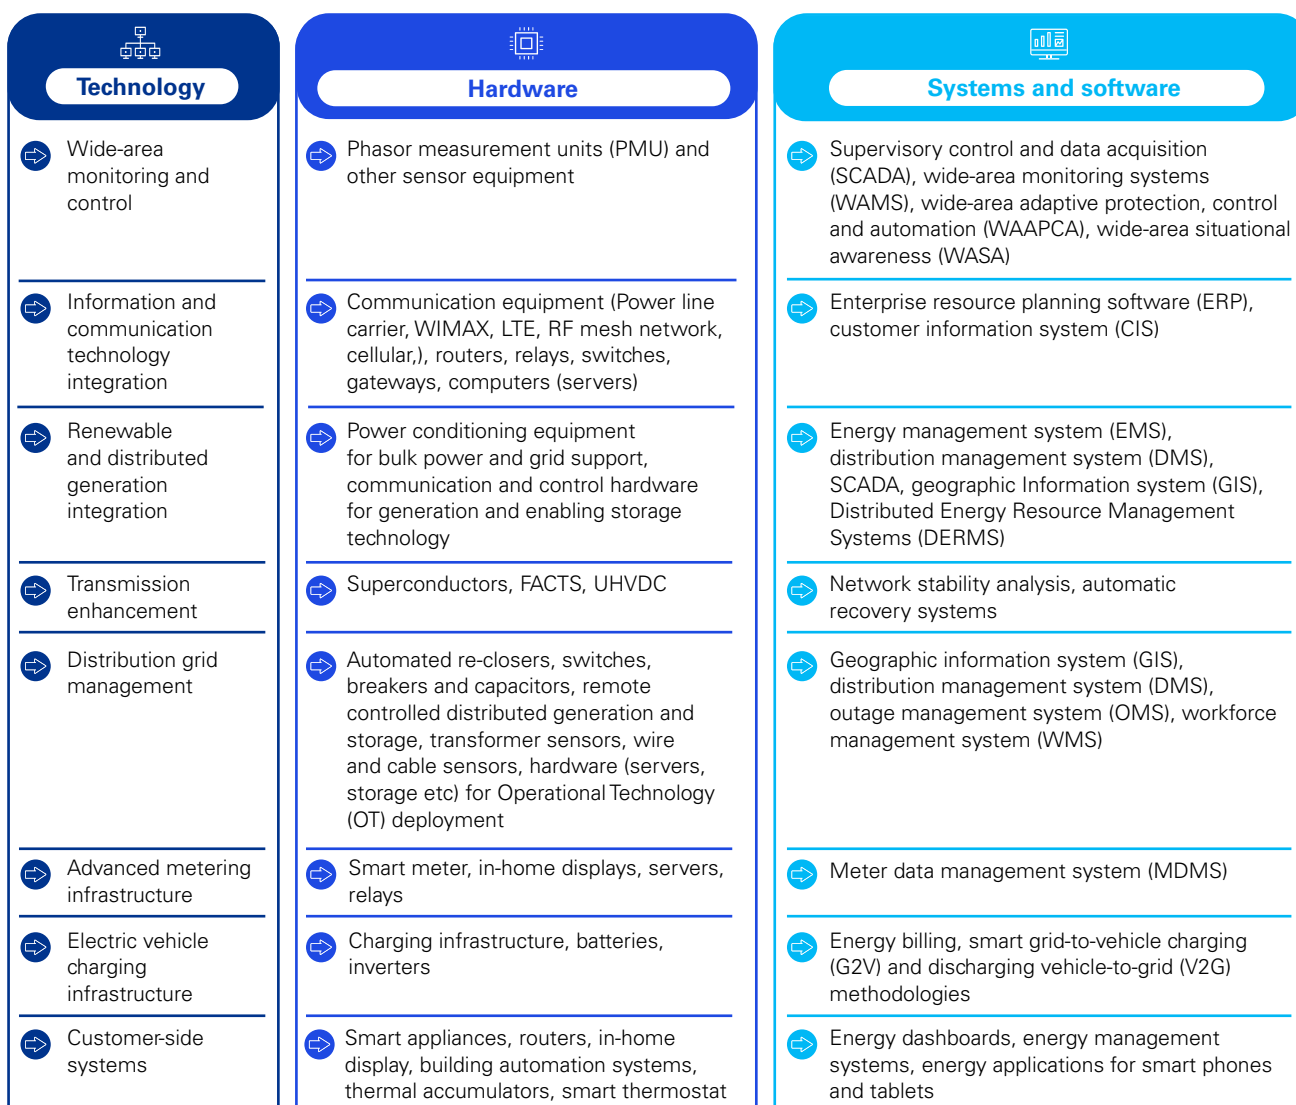 Technology
Hardware
Systems and software
Wide-area
monitoring and
control
Phasor measurement units (PMU) and
other sensor equipment
Supervisory control and data acquisition
(SCADA), wide-area monitoring systems
(WAMS), wide-area adaptive protection, control
and automation (WAAPCA), wide-area situational
awareness (WASA)
Information and
communication
technology
integration
Communication equipment (Power line
carrier, WIMAX, LTE, RF mesh network,
cellular,), routers, relays, switches,
gateways, computers (servers)
Enterprise resource planning software (ERP),
customer information system (CIS)
Renewable
and distributed
generation
integration
Power conditioning equipment
for bulk power and grid support,
communication and control hardware
for generation and enabling storage
technology
Energy management system (EMS),
distribution management system (DMS),
SCADA, geographic Information system (GIS),
Distributed Energy Resource Management
Systems (DERMS)
Transmission
enhancement
Superconductors, FACTS, UHVDC
Network stability analysis, automatic
recovery systems
Distribution grid
management
Automated re-closers, switches,
breakers and capacitors, remote
controlled distributed generation and
storage, transformer sensors, wire
and cable sensors, hardware (servers,
storage etc) for Operational Technology
(OT) deployment
Geographic information system (GIS),
distribution management system (DMS),
outage management system (OMS), workforce
management system (WMS)
Advanced metering
infrastructure
Smart meter, in-home displays, servers,
relays
Meter data management system (MDMS)
Electric vehicle
charging
infrastructure
Charging infrastructure, batteries,
inverters
Energy billing, smart grid-to-vehicle charging
(G2V) and discharging vehicle-to-grid (V2G)
methodologies
Customer-side
systems
Smart appliances, routers, in-home
display, building automation systems,
thermal accumulators, smart thermostat
Energy dashboards, energy management
systems, energy applications for smart phones
and tablets